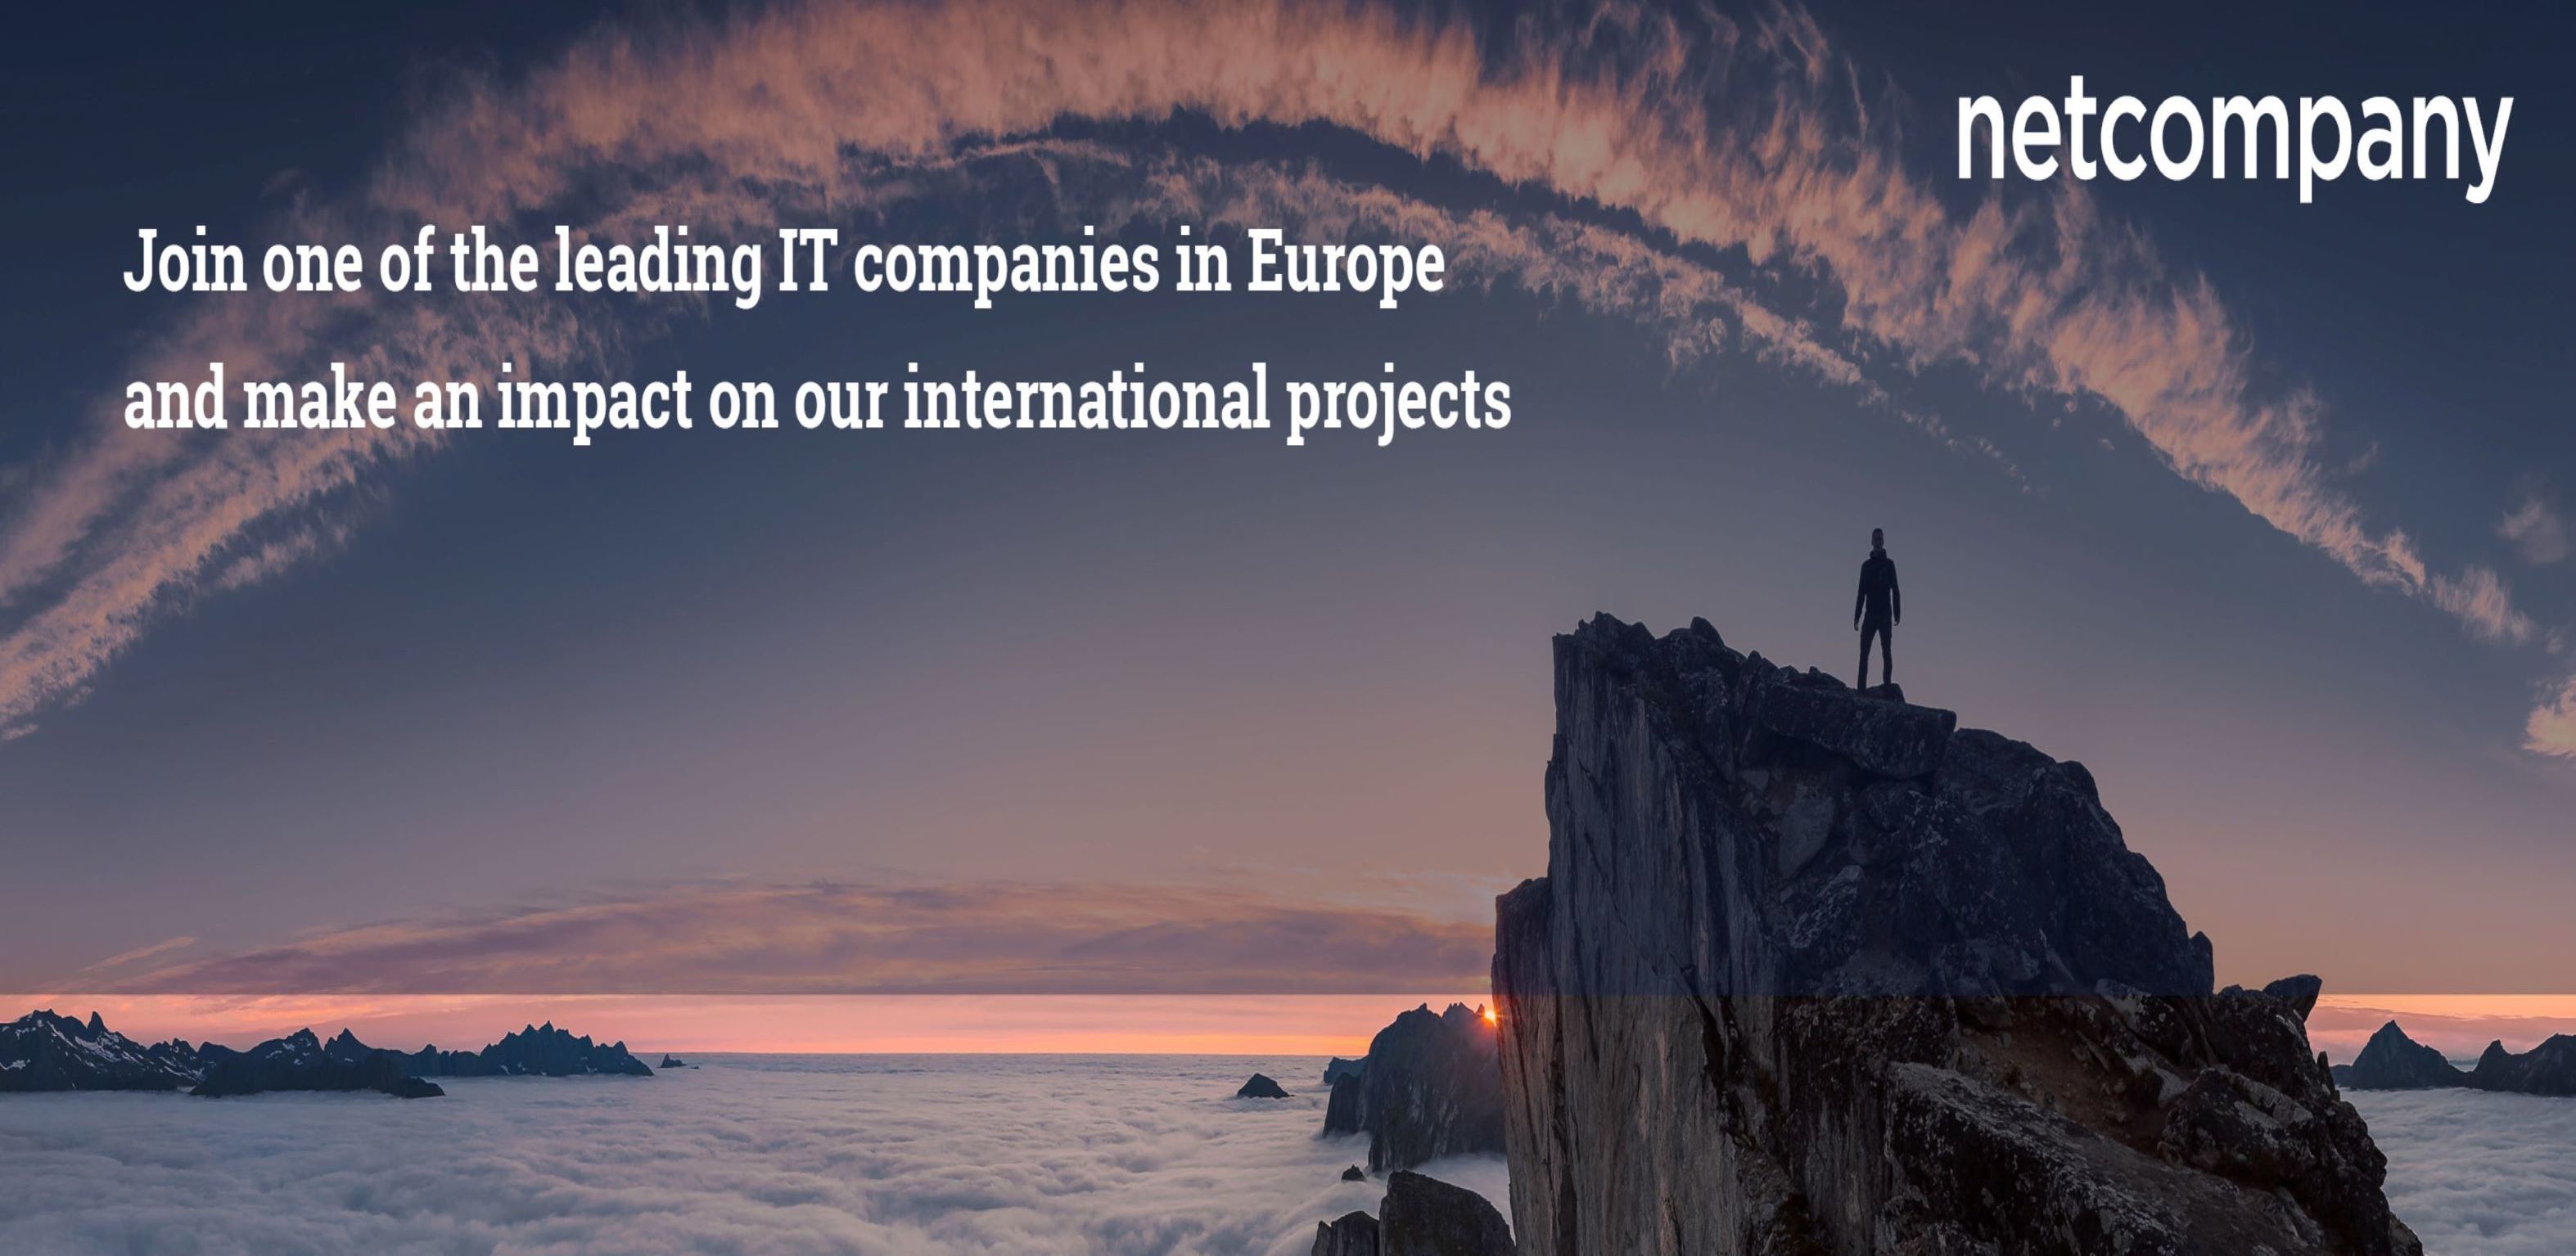 netcompany
Join one of the leading IT companies in Europe
and make an impact on our international projects